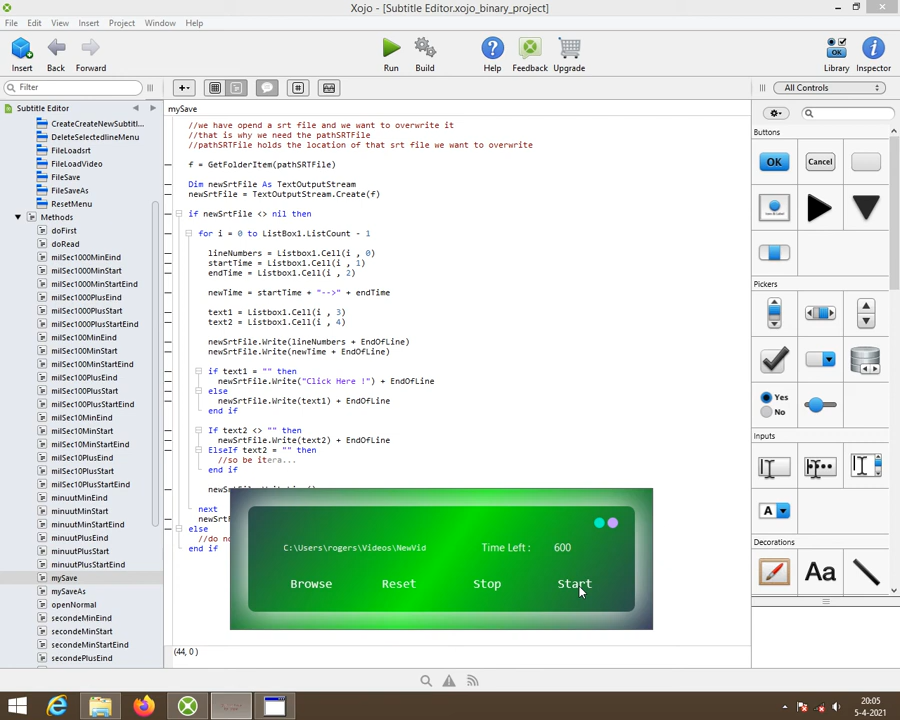 Xojo - [Subtitle Editor.xojo_binary_project]
File Edit View Insert Project Window Help
Insert Back Forward Run Build Help Feedback Upgrade Library Inspector
Filter
All Controls
Subtitle Editor
mySave
CreateCreateNewSubtitl...
DeleteSelectedlineMenu
FileLoadsrt
FileLoadVideo
FileSave
FileSaveAs
ResetMenu
Methods
doFirst
doRead
milSec1000MinEind
milSec1000MinStart
milSec1000MinStartEind
milSec1000PlusEind
milSec1000PlusStart
milSec1000PlusStartEind
milSec100MinEind
milSec100MinStart
milSec100MinStartEind
milSec100PlusEind
milSec100PlusStart
milSec100PlusStartEind
milSec10MinEind
milSec10MinStart
milSec10MinStartEind
milSec10PlusEind
milSec10PlusStart
milSec10PlusStartEind
minuutMinEind
minuutMinStart
minuutMinStartEind
minuutPlusEind
minuutPlusStart
minuutPlusStartEind
mySave
mySaveAs
openNormal
secondeMinEind
secondeMinStart
secondeMinStartEind
secondePlusEind
//we have opend a srt file and we want to overwrite it
//that is why we need the pathSRTFile
//pathSRTFile holds the location of that srt file we want to overwrite
f = GetFolderItem(pathSRTFile)
Dim newSrtFile As TextOutputStream
newSrtFile = TextOutputStream.Create(f)
if newSrtFile <> nil then
for i = 0 to ListBox1.ListCount - 1
lineNumbers = Listbox1.Cell(i , 0)
startTime = Listbox1.Cell(i , 1)
endTime = Listbox1.Cell(i , 2)
newTime = startTime + "-->" + endTime
text1 = Listbox1.Cell(i , 3)
text2 = Listbox1.Cell(i , 4)
newSrtFile.Write(lineNumbers + EndOfLine)
newSrtFile.Write(newTime + EndOfLine)
if text1 = "" then
newSrtFile.Write("Click Here !") + EndOfLine
else
newSrtFile.Write(text1) + EndOfLine
end if
If text2 <> "" then
newSrtFile.Write(text2) + EndOfLine
ElseIf text2 = "" then
//so be itera...
end if
next
newSrtF
else
//do no
end if
C:\Users\rogers\Videos\NewVid Time Left : 600
Browse Reset Stop Start
(44, 0 )
Buttons
OK Cancel
Pickers
Yes
No
Inputs
A
Decorations
Aa
20:05
5-4-2021